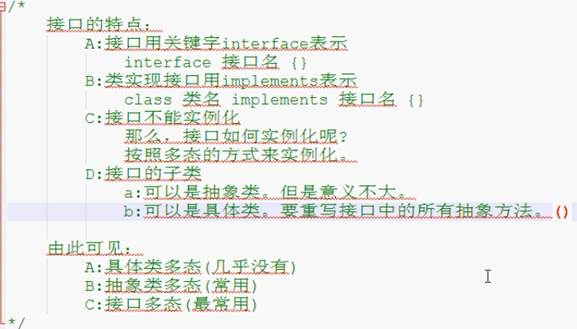 /*
接口的特点：
A:接口用关键字interface表示
interface 接口名 {}
B:类实现接口用implements表示
class 类名 implements 接口名 {}
C:接口不能实例化
那么，接口如何实例化呢?
按照多态的方式来实例化。
D:接口的子类
a:可以是抽象类。但是意义不大。
b:可以是具体类。要重写接口中的所有抽象方法。()
由此可见：
A:具体类多态(几乎没有)
B:抽象类多态(常用)
C:接口多态(最常用)
*/